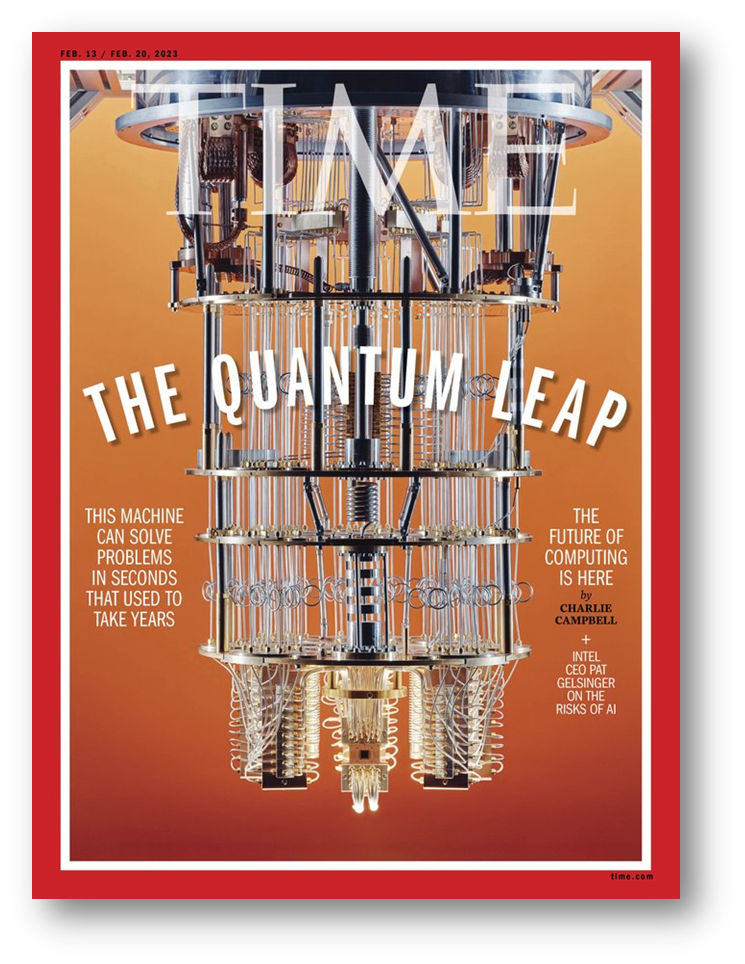 FEB. 13 / FEB. 20, 2023
TIME
THE QUANTUM LEAP
THIS MACHINE
CAN SOLVE
PROBLEMS
IN SECONDS
THAT USED TO
TAKE YEARS
THE
FUTURE OF
COMPUTING
IS HERE
by
CHARLIE
CAMPBELL
+
INTEL
CEO PAT
GELSINGER
ON THE
RISKS OF AI
time.com